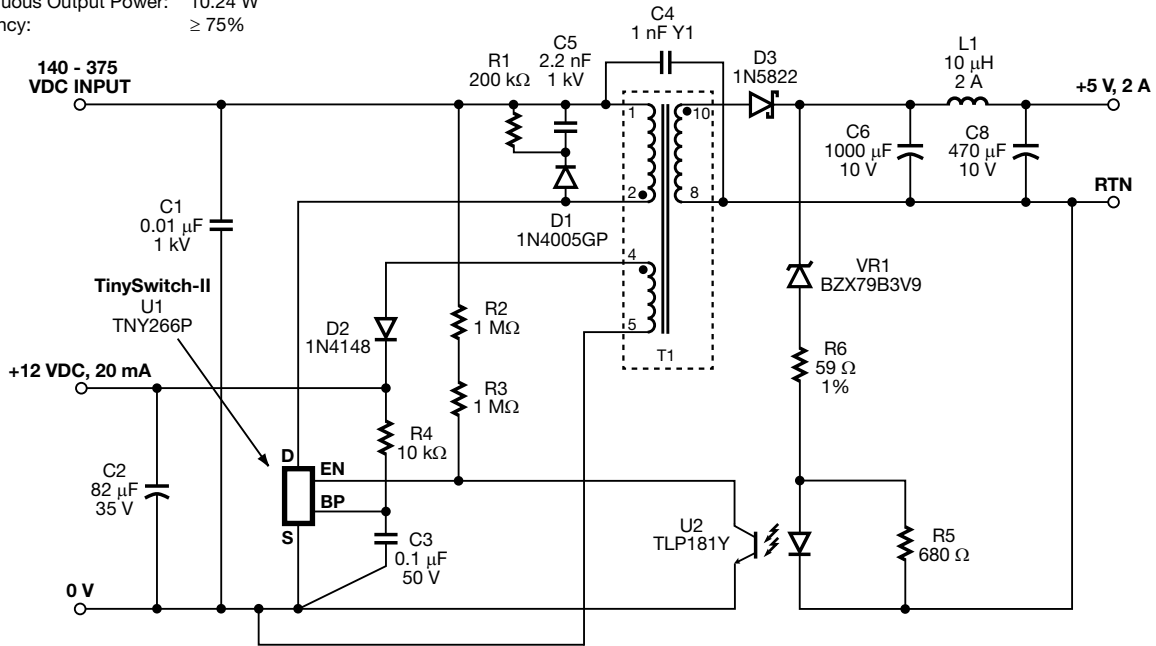 uous Output Power: 10.24 W
ncy: ≥ 75%
C4
1 nF Y1
C5
2.2 nF
1 kV
R1
200 kΩ
D3
1N5822
L1
10 μH
2 A
140 - 375
VDC INPUT
+5 V, 2 A
1
10
C6
1000 μF
10 V
C8
470 μF
10 V
2
8
RTN
C1
0.01 μF
1 kV
D1
1N4005GP
4
VR1
BZX79B3V9
TinySwitch-II
U1
TNY266P
R2
1 MΩ
5
D2
1N4148
T1
R6
59 Ω
1%
+12 VDC, 20 mA
R3
1 MΩ
R4
10 kΩ
D
EN
C2
82 μF
35 V
BP
S
U2
TLP181Y
R5
680 Ω
C3
0.1 μF
50 V
0 V